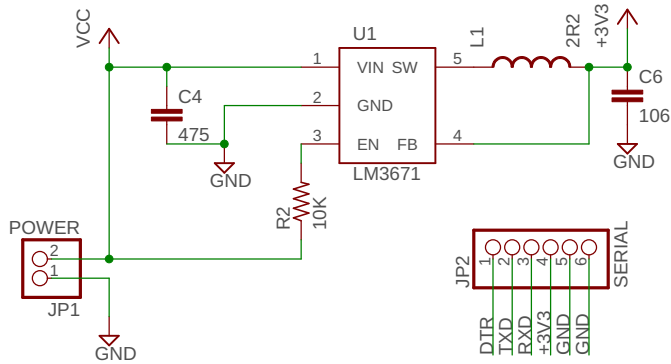 VCC
U1
L1
2R2
+3V3
1
VIN
SW
5
C4
475
2
GND
C6
106
3
EN
FB
4
GND
GND
LM3671
R2
10K
POWER
2
1
JP1
GND
JP2
1
2
3
4
5
6
SERIAL
DTR
TXD
RXD
+3V3
GND
GND